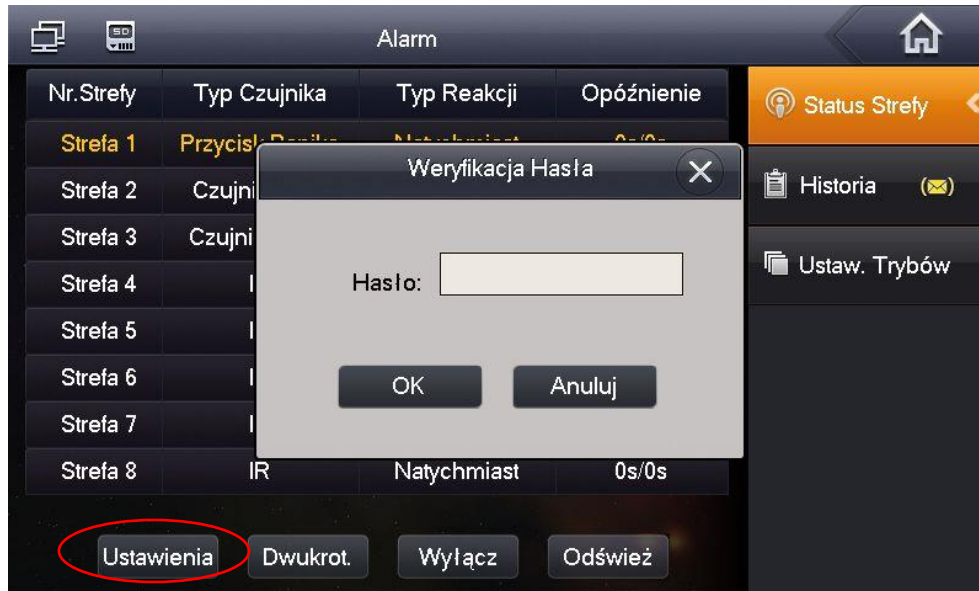 SD
Alarm
Nr.Strefy Typ Czujnika Typ Reakcji Opóźnienie
Strefa 1
Strefa 2
Strefa 3
Strefa 4
Strefa 5
Strefa 6
Strefa 7
Strefa 8 IR Natychmiast 0s/0s
Weryfikacja Hasła
Hasło:
OK Anuluj
Ustawienia Dwukrot. Wyłącz Odśwież
Status Strefy
Historia
Ustaw. Trybów